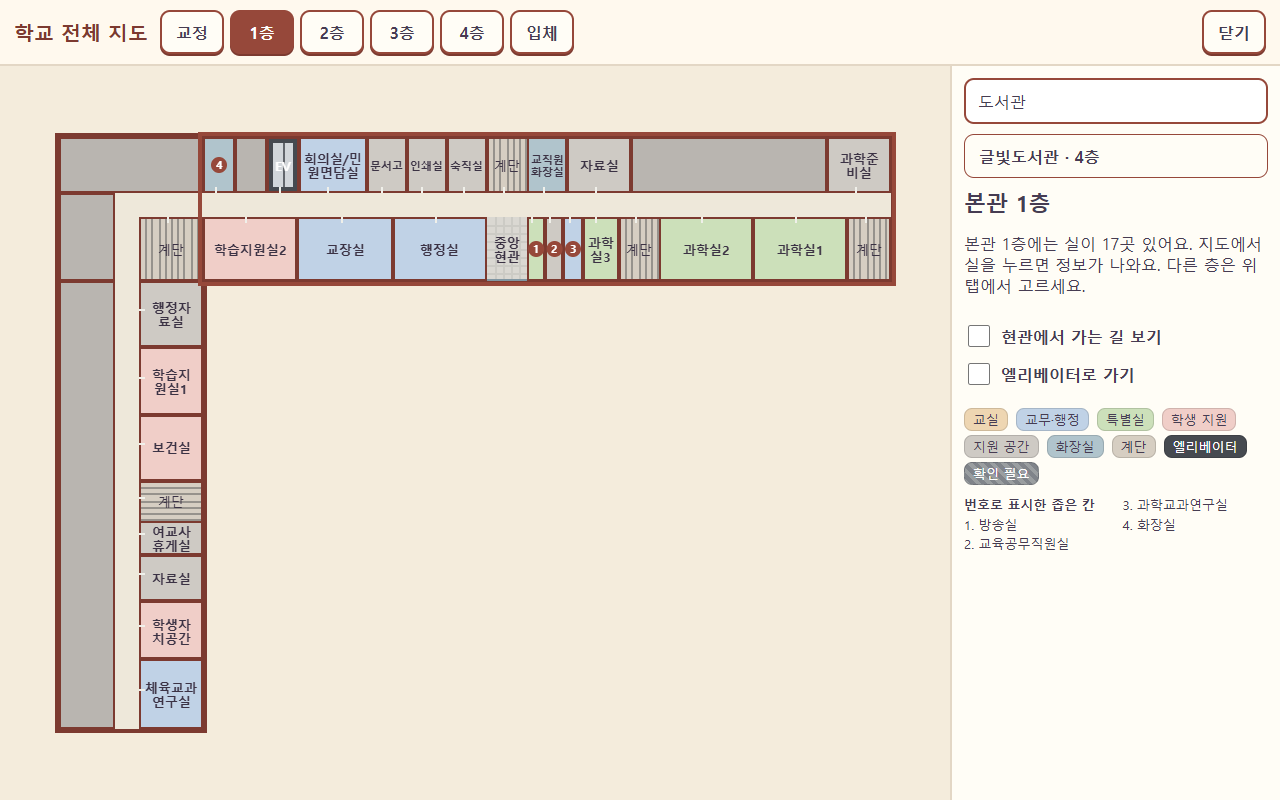 학교 전체 지도
교정
1층
2층
3층
4층
입체
닫기
4
EV
회의실/민
원면담실
문서고
인쇄실
숙직실
계단
교직원
화장실
자료실
과학준
비실
계단
학습지원실2
교장실
행정실
중앙
현관
1
2
3
과학
실3
계단
과학실2
과학실1
계단
행정자
료실
학습지
원실1
보건실
계단
여교사
휴게실
자료실
학생자
치공간
체육교과
연구실
도서관
글빛도서관 · 4층
본관 1층
본관 1층에는 실이 17곳 있어요. 지도에서
실을 누르면 정보가 나와요. 다른 층은 위
탭에서 고르세요.
현관에서 가는 길 보기
엘리베이터로 가기
교실
교무·행정
특별실
학생 지원
지원 공간
화장실
계단
엘리베이터
확인 필요
번호로 표시한 좁은 칸
1. 방송실
2. 교육공무직원실
3. 과학교과연구실
4. 화장실